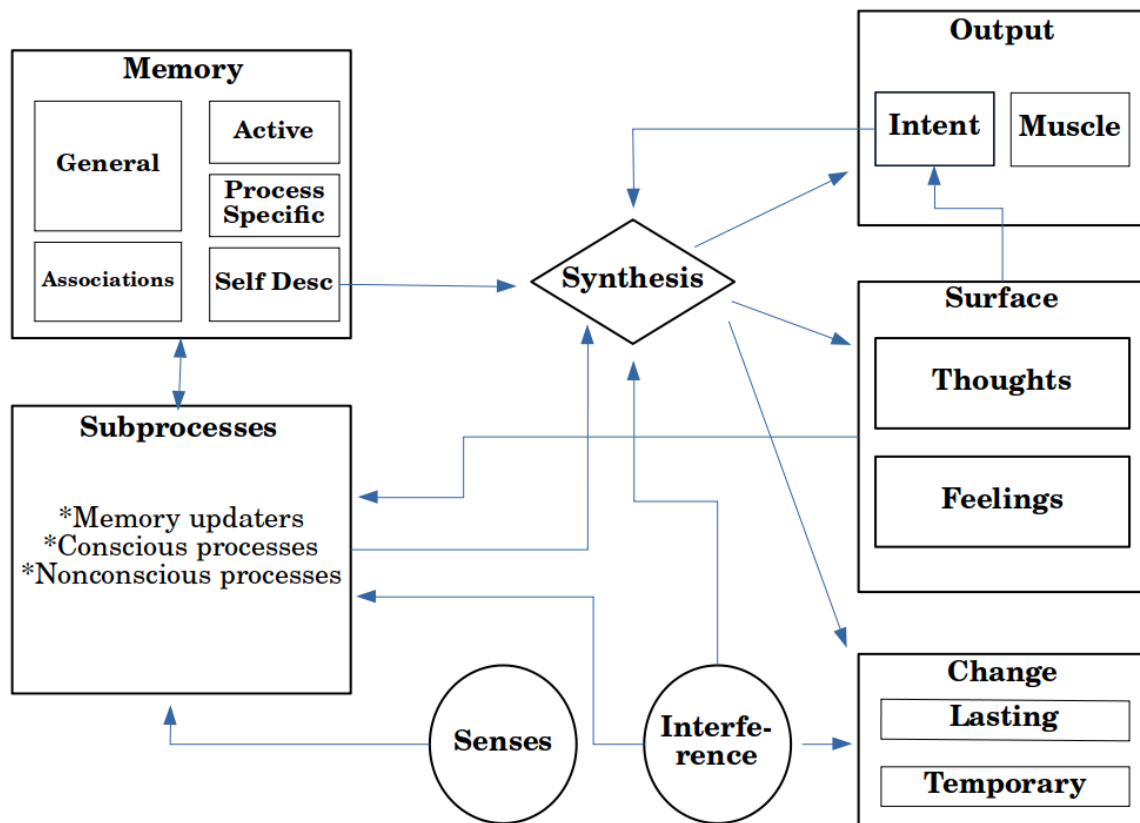 Memory
General
Active
Process
Specific
Associations
Self Desc
Subprocesses
*Memory updaters
*Conscious processes
*Nonconscious processes
Synthesis
Senses
Interfe-
rence
Output
Intent
Muscle
Surface
Thoughts
Feelings
Change
Lasting
Temporary